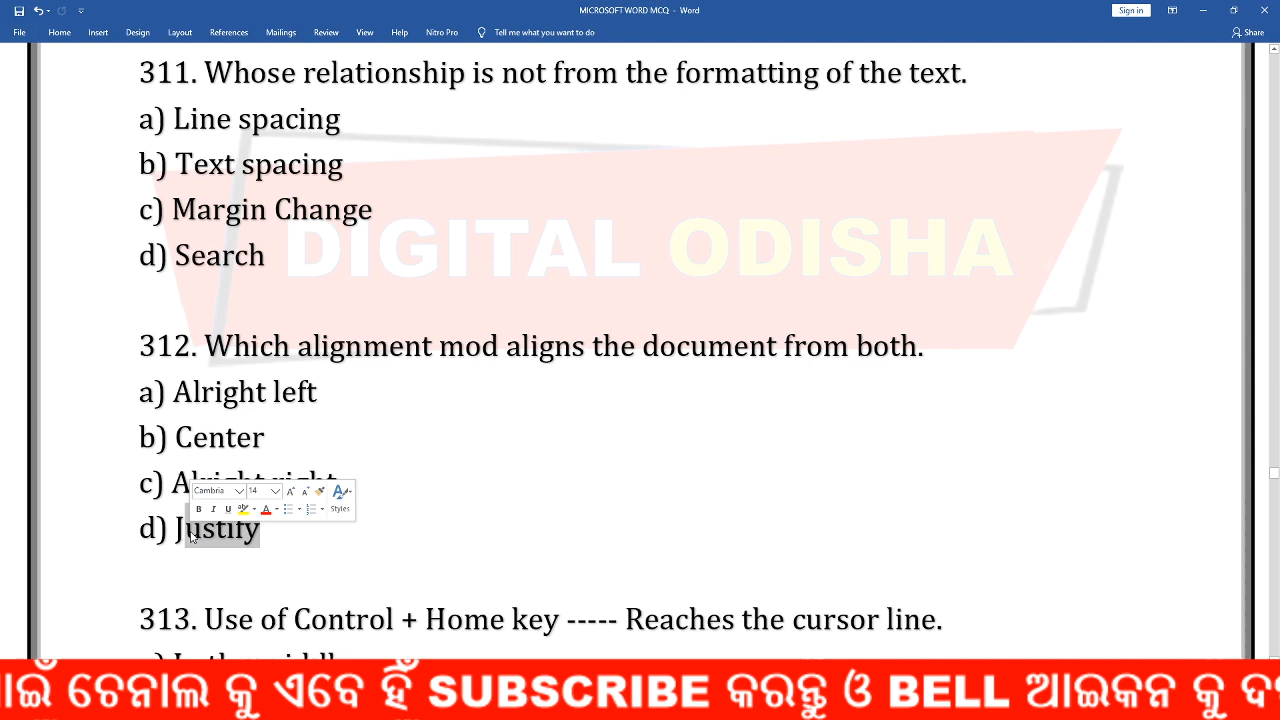 MICROSOFT WORD MCQ - Word
Sign in
File Home Insert Design Layout References Mailings Review View Help Nitro Pro Tell me what you want to do Share
311. Whose relationship is not from the formatting of the text.
a) Line spacing
b) Text spacing
c) Margin Change
d) Search
DIGITAL ODISHA
312. Which alignment mod aligns the document from both.
a) Alright left
b) Center
c) Alright right
Cambria 14
B I U Styles
d) Justify
313. Use of Control + Home key ----- Reaches the cursor line.
ଚେନାଲ କୁ ଏବେ ହିଁ SUBSCRIBE କରନ୍ତୁ ଓ BELL ଆଇକନ କୁ